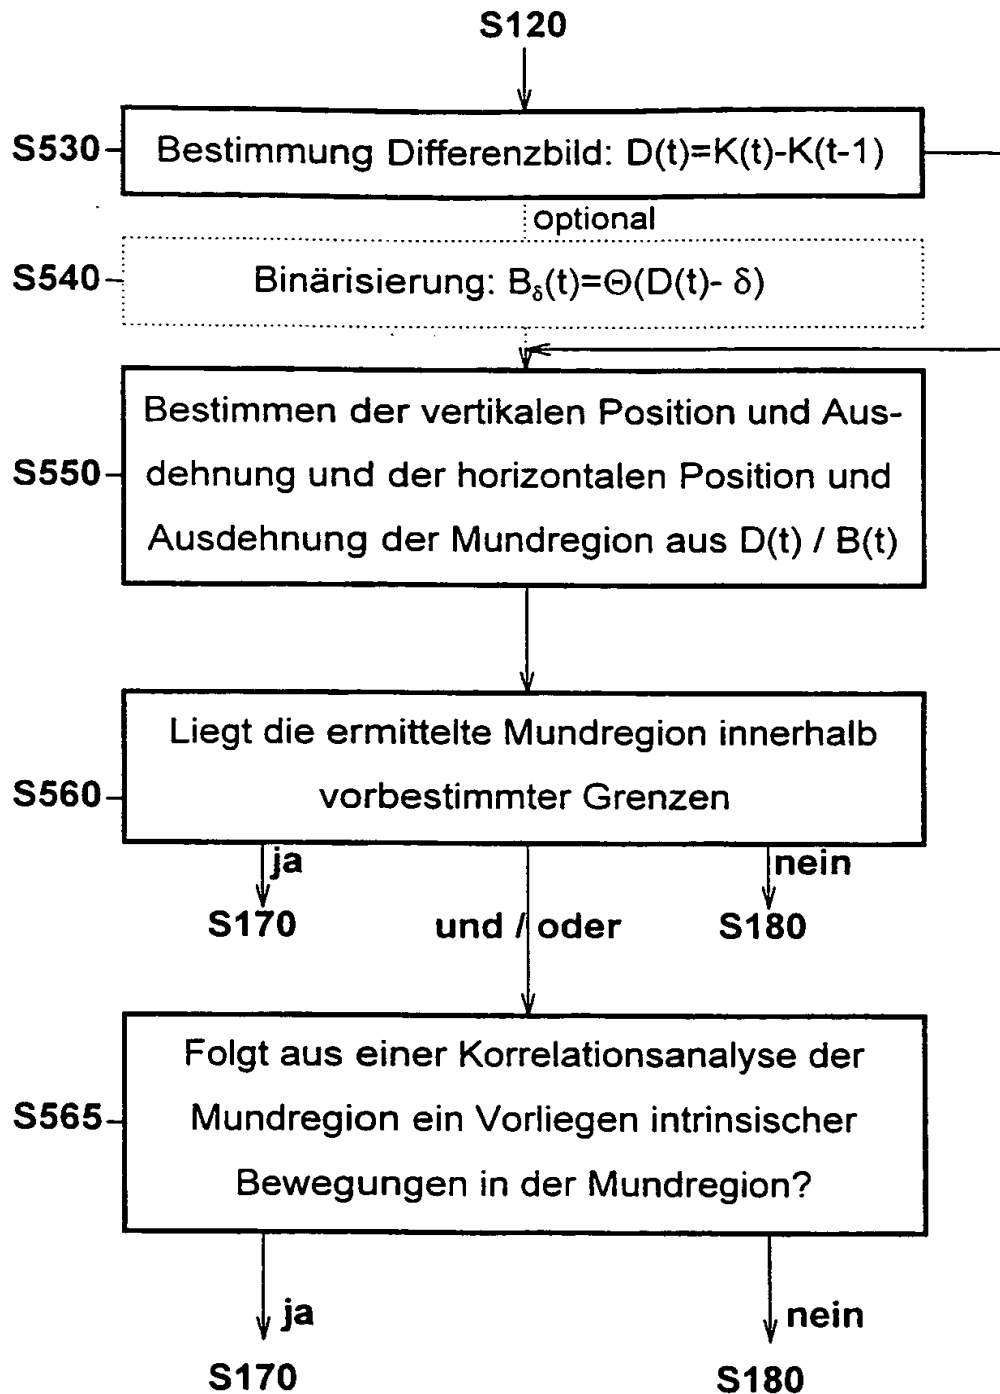 S120
S530
Bestimmung Differenzbild: D(t)=K(t)-K(t-1)
optional
S540
Binärisierung: Bδ(t)=Θ(D(t)- δ)
Bestimmen der vertikalen Position und Aus-
S550
dehnung und der horizontalen Position und
Ausdehnung der Mundregion aus D(t) / B(t)
Liegt die ermittelte Mundregion innerhalb
S560
vorbestimmter Grenzen
ja
nein
S170
und / oder
S180
Folgt aus einer Korrelationsanalyse der
S565
Mundregion ein Vorliegen intrinsischer
Bewegungen in der Mundregion?
ja
nein
S170
S180